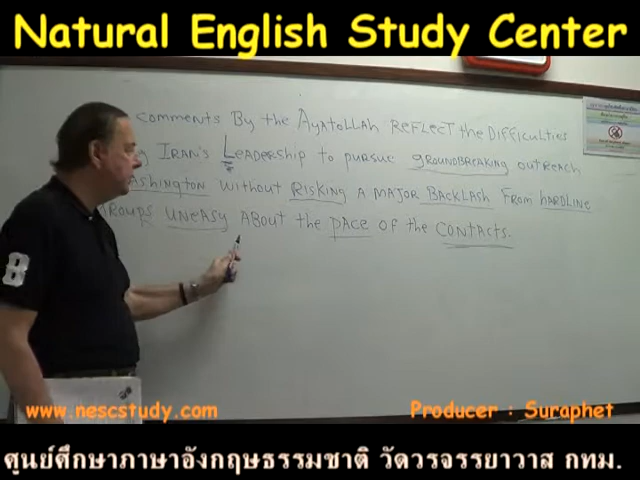 Natural English Study Center
comments By the AyATOLLAH REFLECT the Difficulties
IRAN's Leadership to pursue GROUNDBREAKING outreach
ashington without RISKING A MAJOR BACKLASH From hardline
ROUPS UNEASY ABOUT the PACE of the CONTACTS.
8
www.nescstudy.com
Producer : Suraphet
ศูนย์ศึกษาภาษาอังกฤษธรรมชาติ วัดวรจรรยาวาส กทม.